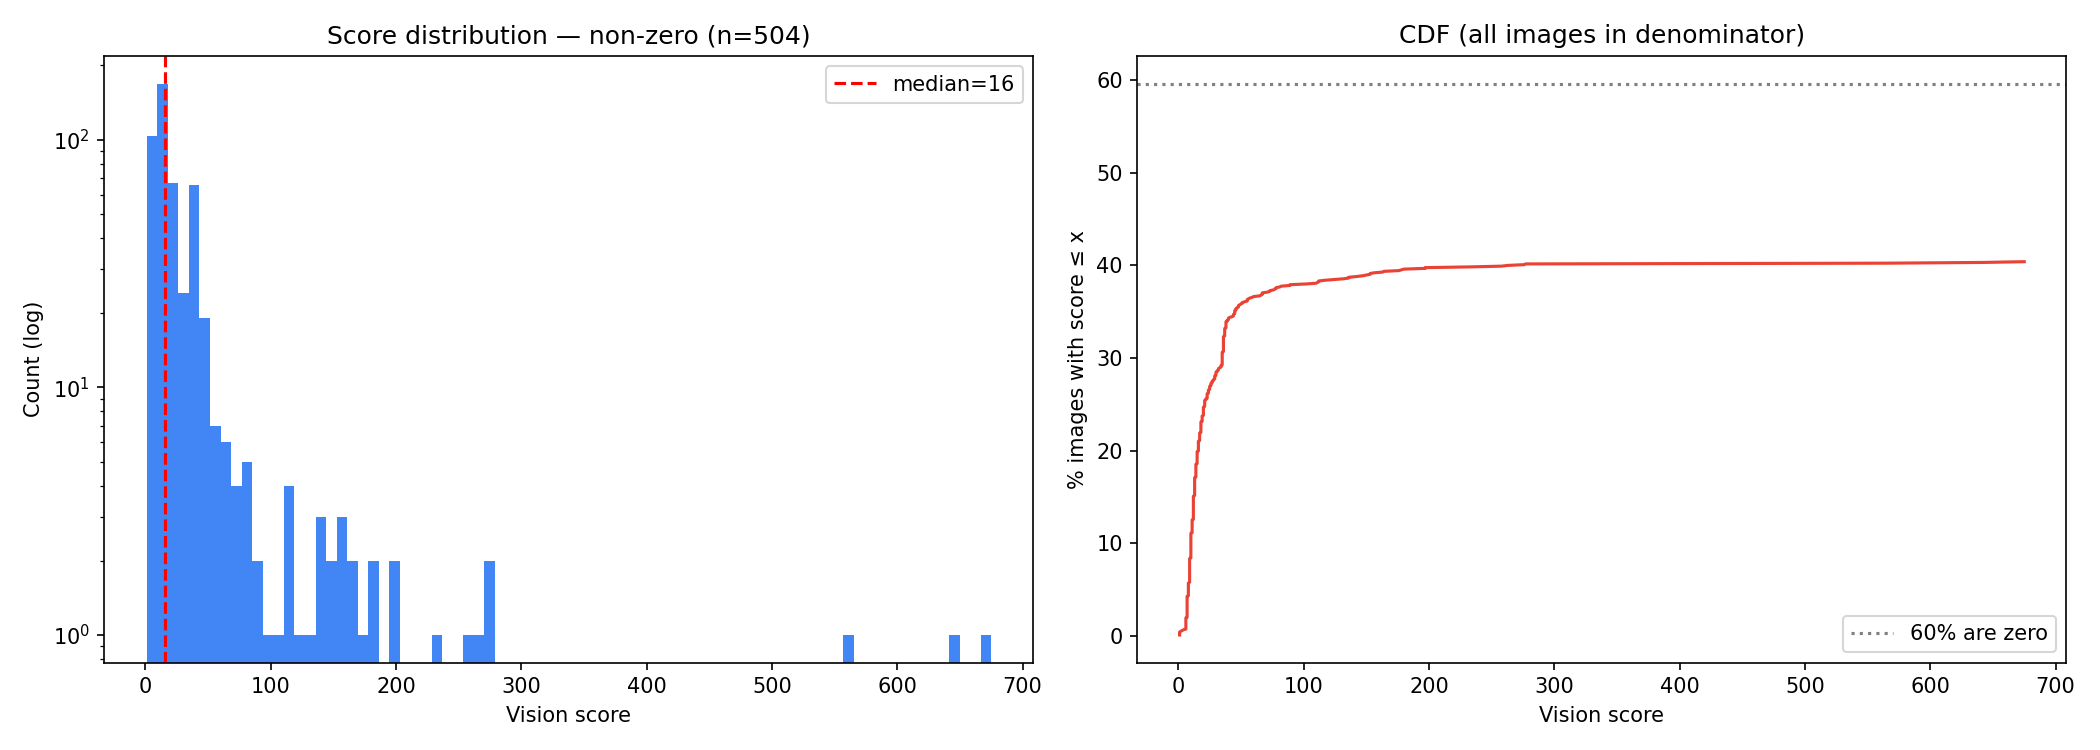 Score distribution — non-zero (n=504)
median=16
Count (log)
10²
10¹
10⁰
0 100 200 300 400 500 600 700
Vision score
CDF (all images in denominator)
% images with score ≤ x
60
50
40
30
20
10
0
60% are zero
0 100 200 300 400 500 600 700
Vision score